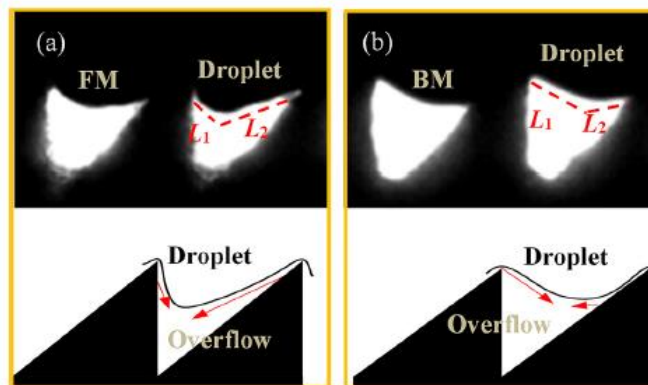 (a)
FM
Droplet
L1
L2
Droplet
Overflow
(b)
BM
Droplet
L1
L2
Droplet
Overflow